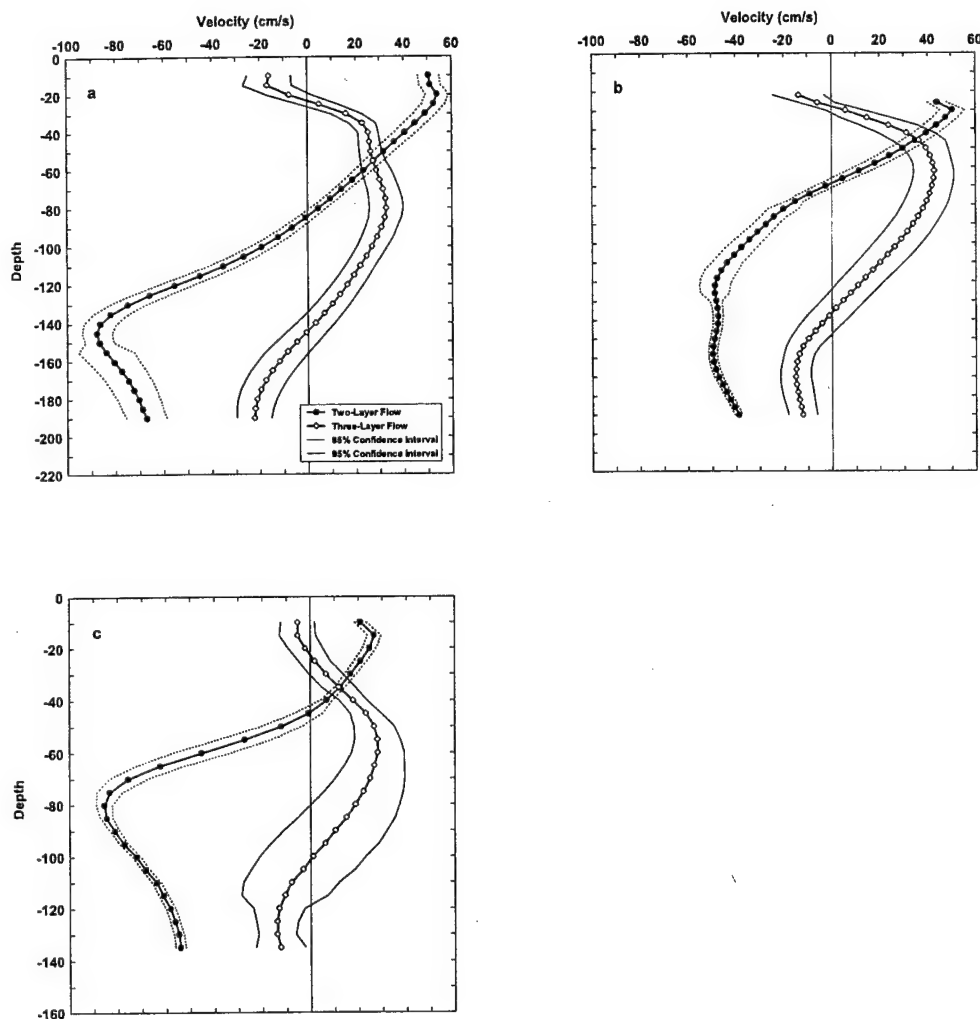 Velocity (cm/s)
-100 -80 -60 -40 -20 0 20 40 60
0
-20
-40
-60
-80
-100
-120
-140
-160
-180
-200
-220
Depth
a
Two-Layer Flow
Three-Layer Flow
95% Confidence Interval
95% Confidence Interval
Velocity (cm/s)
-100 -80 -60 -40 -20 0 20 40 60
b
0
-20
-40
-60
-80
-100
-120
-140
-160
Depth
c